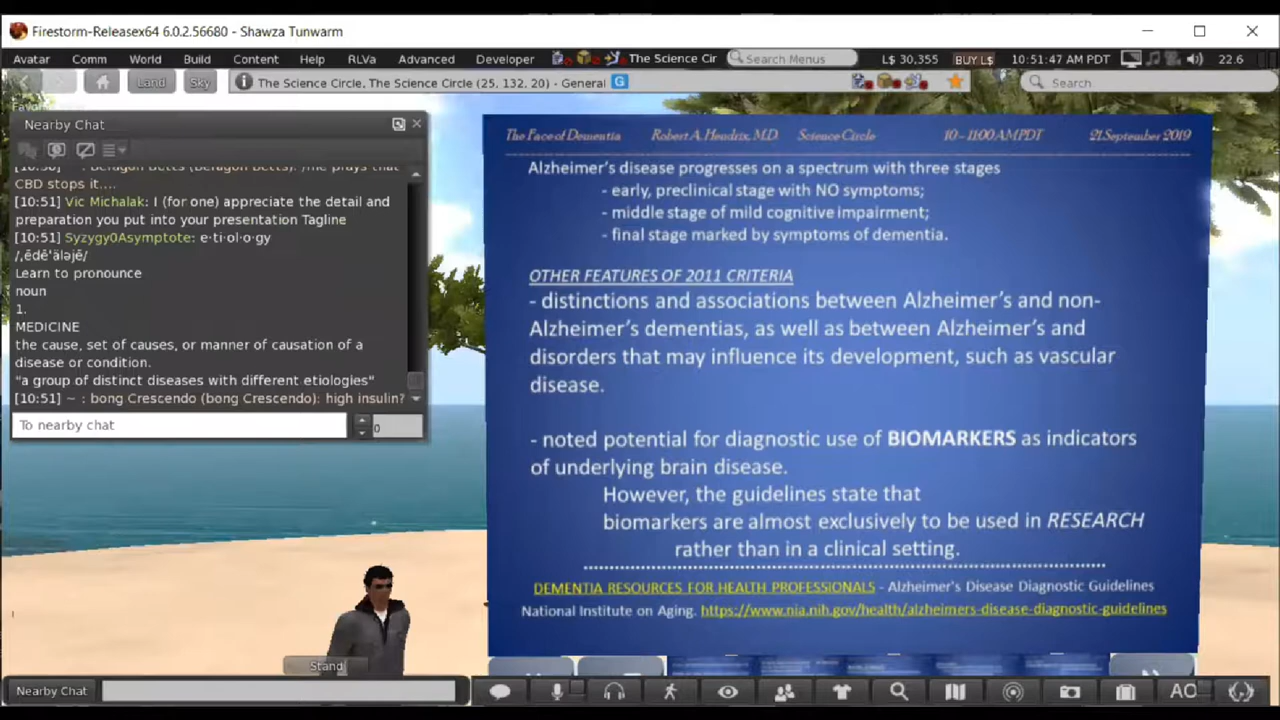 Firestorm-Releasex64 6.0.2.56680 - Shawza Tunwarm
Avatar Comm World Build Content Help RLVa Advanced Developer The Science Cir Search Menus L$ 30,355 BUY L$ 10:51:47 AM PDT 22.6
Land Sky The Science Circle, The Science Circle (25, 132, 20) - General G Search
Nearby Chat
CBD stops it....
[10:51] Vic Michalak: I (for one) appreciate the detail and
preparation you put into your presentation Tagline
[10:51] Syzygy0Asymptote: e·ti·ol·o·gy
/ˌēdēˈäləjē/
Learn to pronounce
noun
1.
MEDICINE
the cause, set of causes, or manner of causation of a
disease or condition.
"a group of distinct diseases with different etiologies"
[10:51] ~ : bong Crescendo (bong Crescendo): high insulin?
To nearby chat
0
The Face of Dementia Robert A. Hendrix, M.D Science Circle 10 - 11:00 AM PDT 21 September 2019
Alzheimer's disease progresses on a spectrum with three stages
- early, preclinical stage with NO symptoms;
- middle stage of mild cognitive impairment;
- final stage marked by symptoms of dementia.
OTHER FEATURES OF 2011 CRITERIA
- distinctions and associations between Alzheimer's and non-
Alzheimer's dementias, as well as between Alzheimer's and
disorders that may influence its development, such as vascular
disease.
- noted potential for diagnostic use of BIOMARKERS as indicators
of underlying brain disease.
However, the guidelines state that
biomarkers are almost exclusively to be used in RESEARCH
rather than in a clinical setting.
DEMENTIA RESOURCES FOR HEALTH PROFESSIONALS - Alzheimer's Disease Diagnostic Guidelines
National Institute on Aging. https://www.nia.nih.gov/health/alzheimers-disease-diagnostic-guidelines
Stand
Nearby Chat
AO